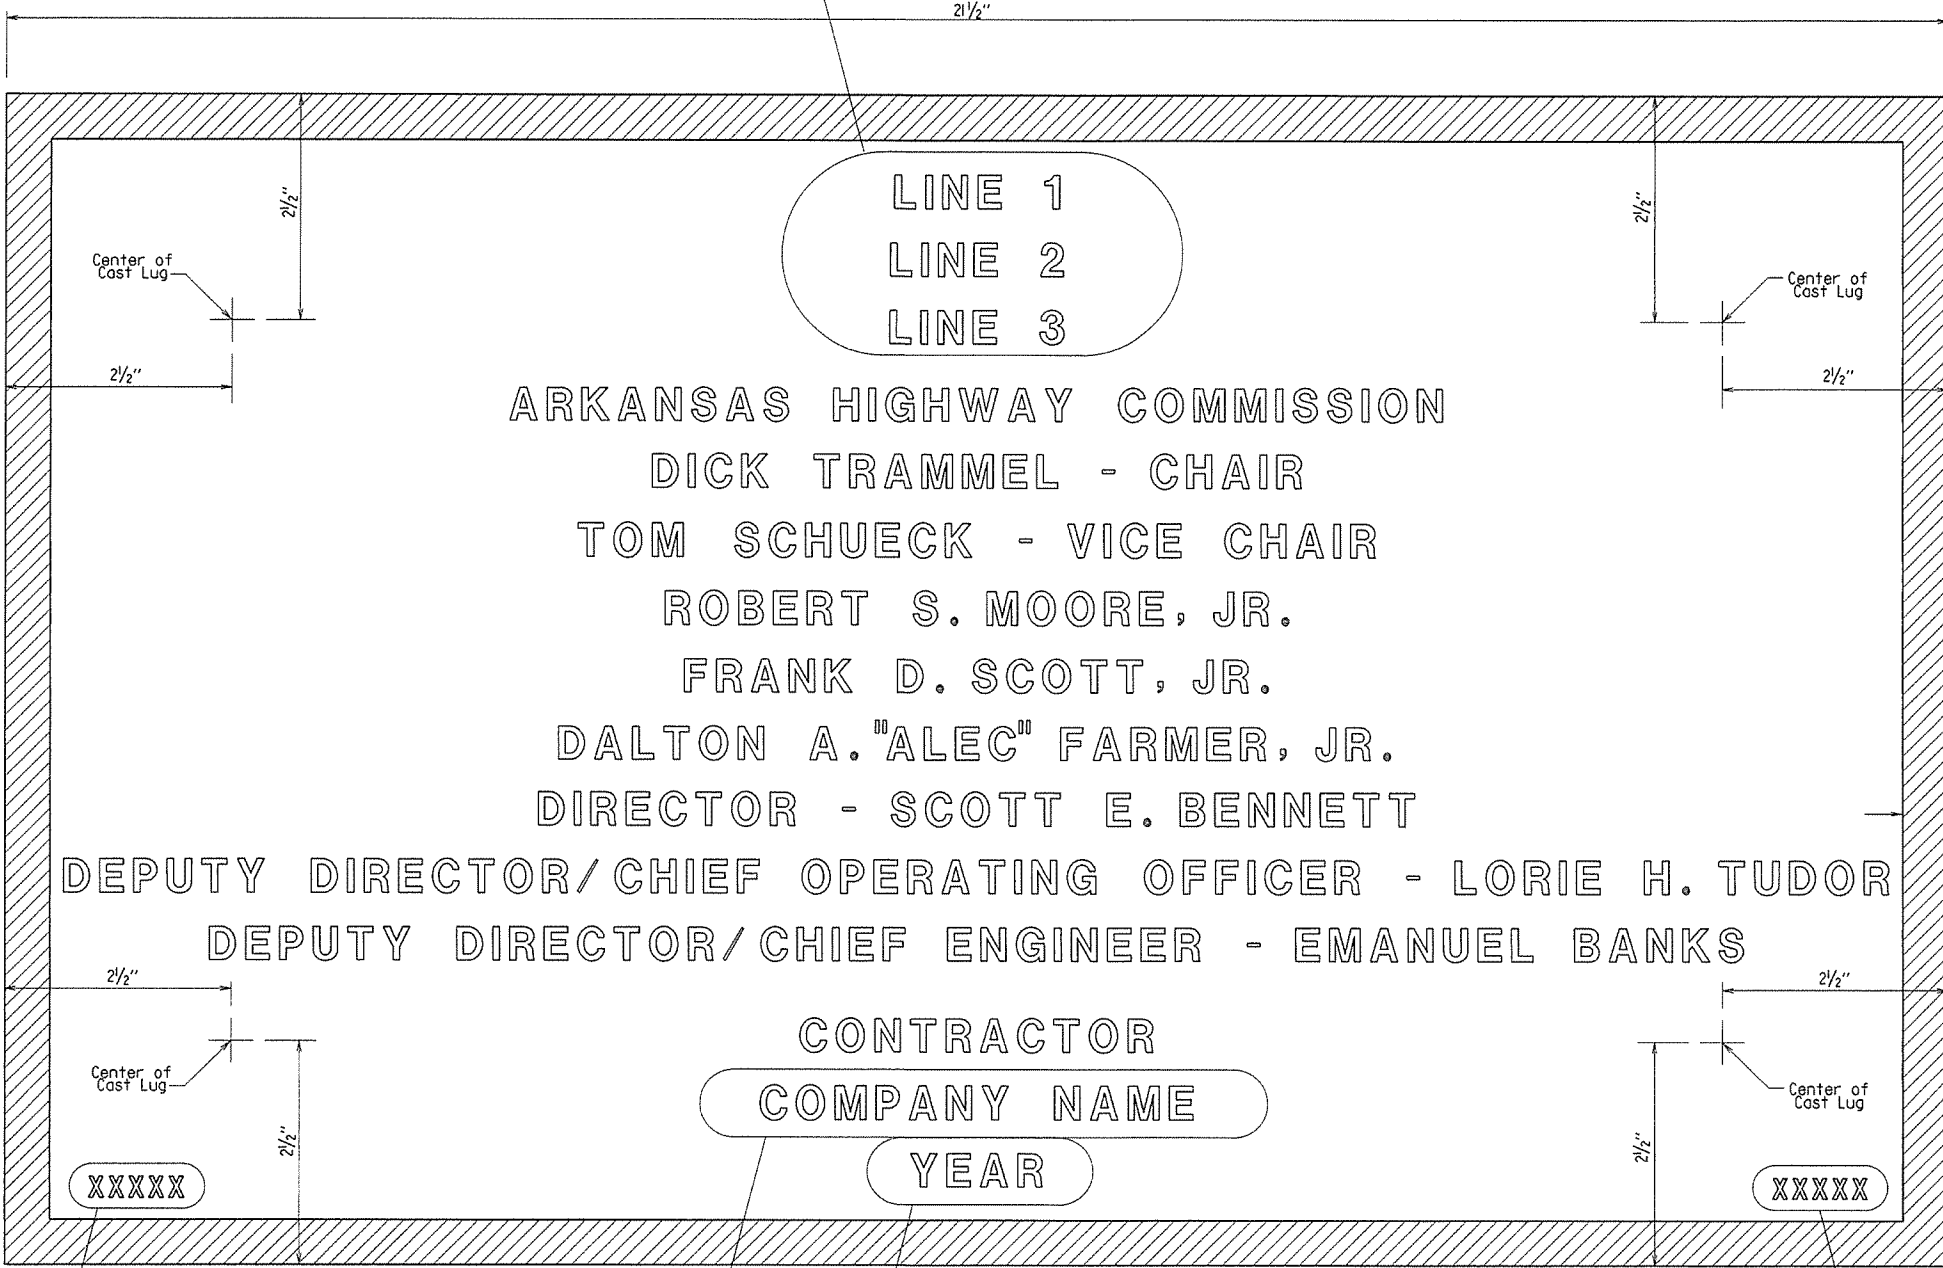 21½"
2½"
2½"
Center of
Cast Lug
Center of
Cast Lug
2½"
2½"
LINE 1
LINE 2
LINE 3
ARKANSAS HIGHWAY COMMISSION
DICK TRAMMEL - CHAIR
TOM SCHUECK - VICE CHAIR
ROBERT S. MOORE, JR.
FRANK D. SCOTT, JR.
DALTON A. "ALEC" FARMER, JR.
DIRECTOR - SCOTT E. BENNETT
DEPUTY DIRECTOR/CHIEF OPERATING OFFICER - LORIE H. TUDOR
DEPUTY DIRECTOR/CHIEF ENGINEER - EMANUEL BANKS
2½"
2½"
CONTRACTOR
Center of
Cast Lug
Center of
Cast Lug
COMPANY NAME
2½"
2½"
YEAR
XXXXX
XXXXX